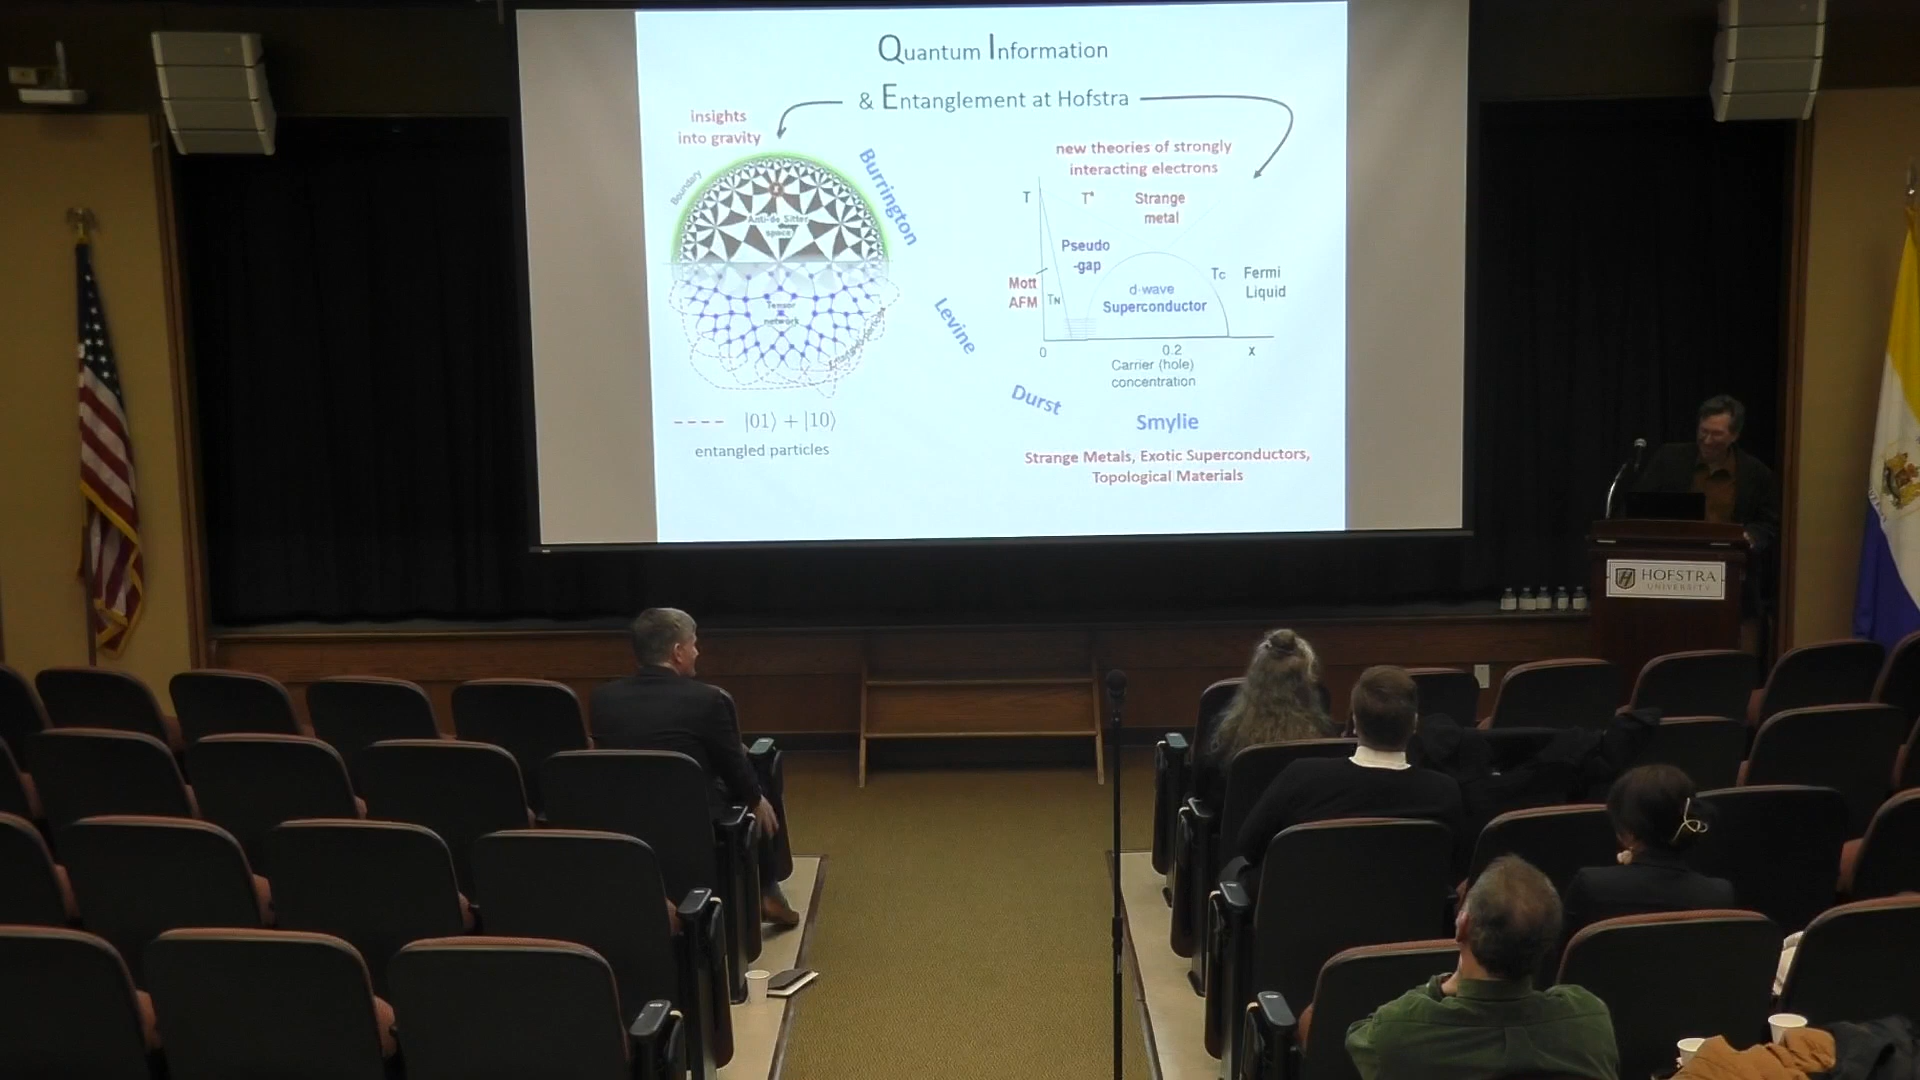 Quantum Information
& Entanglement at Hofstra
insights
into gravity
Boundary
Anti-de Sitter
space
Tensor
network
Burrington
Levine
Durst
Smylie
|01⟩ + |10⟩
entangled particles
new theories of strongly
interacting electrons
T
T*
Strange
metal
Pseudo
-gap
Mott
AFM
TN
d-wave
Superconductor
Tc
Fermi
Liquid
0
0.2
x
Carrier (hole)
concentration
Strange Metals, Exotic Superconductors,
Topological Materials
HOFSTRA
UNIVERSITY